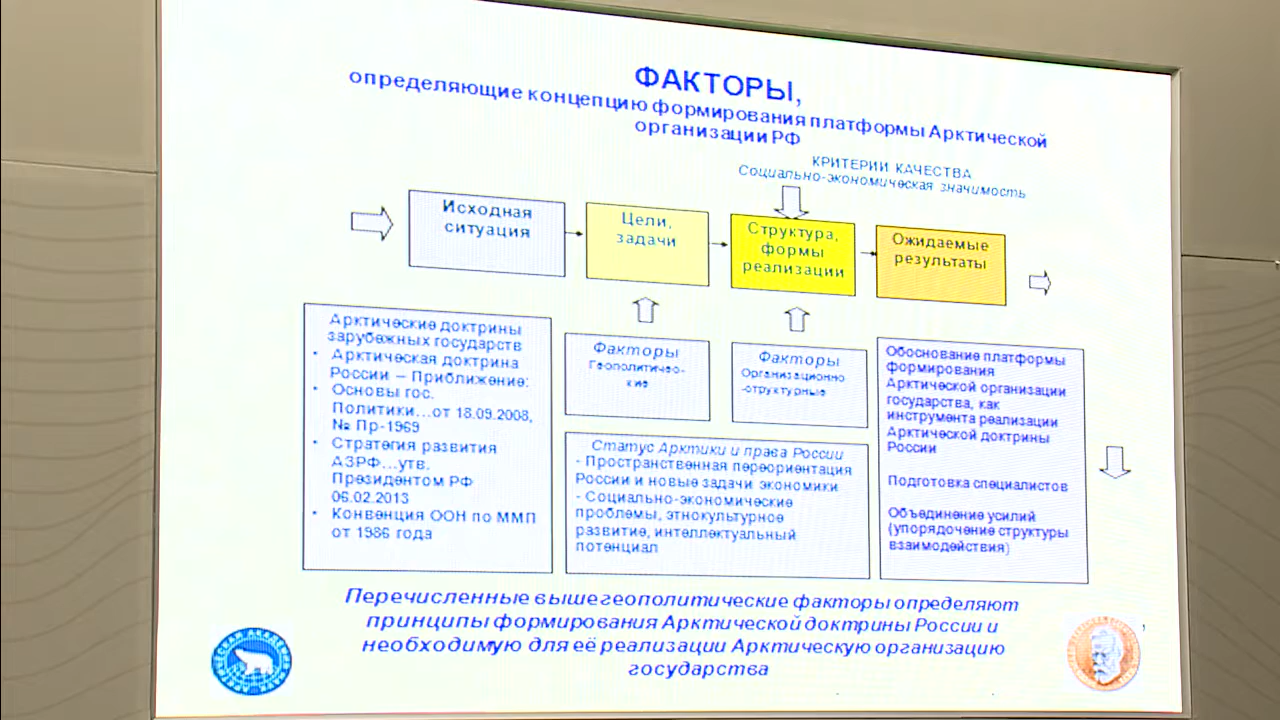 ФАКТОРЫ,
определяющие концепцию формирования платформы Арктической
организации РФ
КРИТЕРИИ КАЧЕСТВА
Социально-экономическая значимость
Исходная
ситуация
Цели,
задачи
Структура,
формы
реализации
Ожидаемые
результаты
Арктические доктрины
зарубежных государств
• Арктическая доктрина
России – Приближение:
• Основы гос.
Политики...от 18.09.2008,
№ Пр-1969
• Стратегия развития
АЗРФ...утв.
Президентом РФ
06.02.2013
• Конвенция ООН по ММП
от 1986 года
Факторы
Геополитичес-
кие
Факторы
Организационно
-структурные
Статус Арктики и права России
- Пространственная переориентация
России и новые задачи экономики
- Социально-экономические
проблемы, этнокультурное
развитие, интеллектуальный
потенциал
Обоснование платформы
формирования
Арктической организации
государства, как
инструмента реализации
Арктической доктрины
России
Подготовка специалистов
Объединение усилий
(упорядочение структуры
взаимодействия)
Перечисленные выше геополитические факторы определяют
принципы формирования Арктической доктрины России и
необходимую для её реализации Арктическую организацию
государства